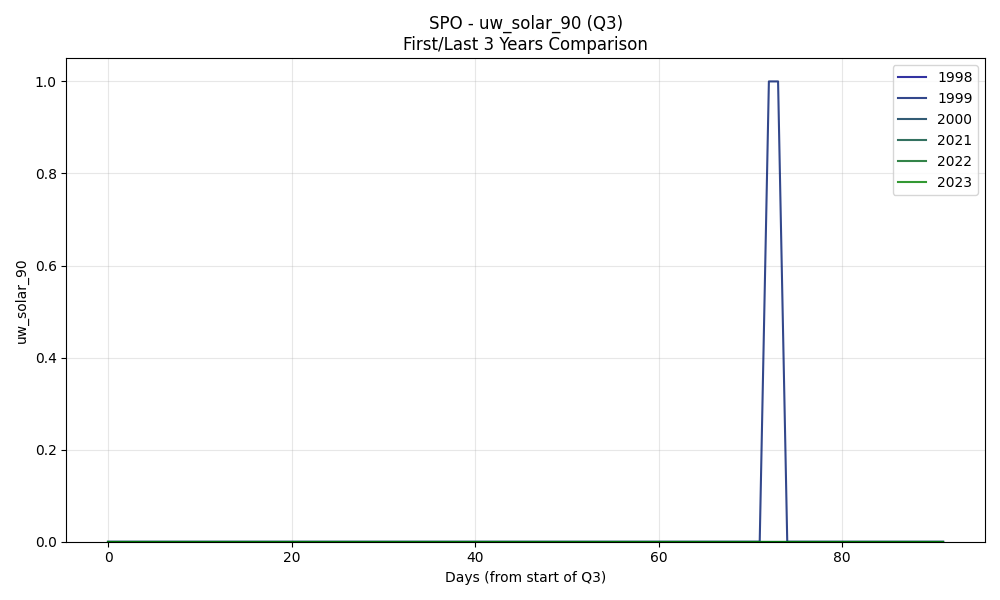 SPO - uw_solar_90 (Q3)
First/Last 3 Years Comparison
1998
1999
2000
2021
2022
2023
1.0
0.8
0.6
0.4
0.2
0.0
uw_solar_90
0 20 40 60 80
Days (from start of Q3)